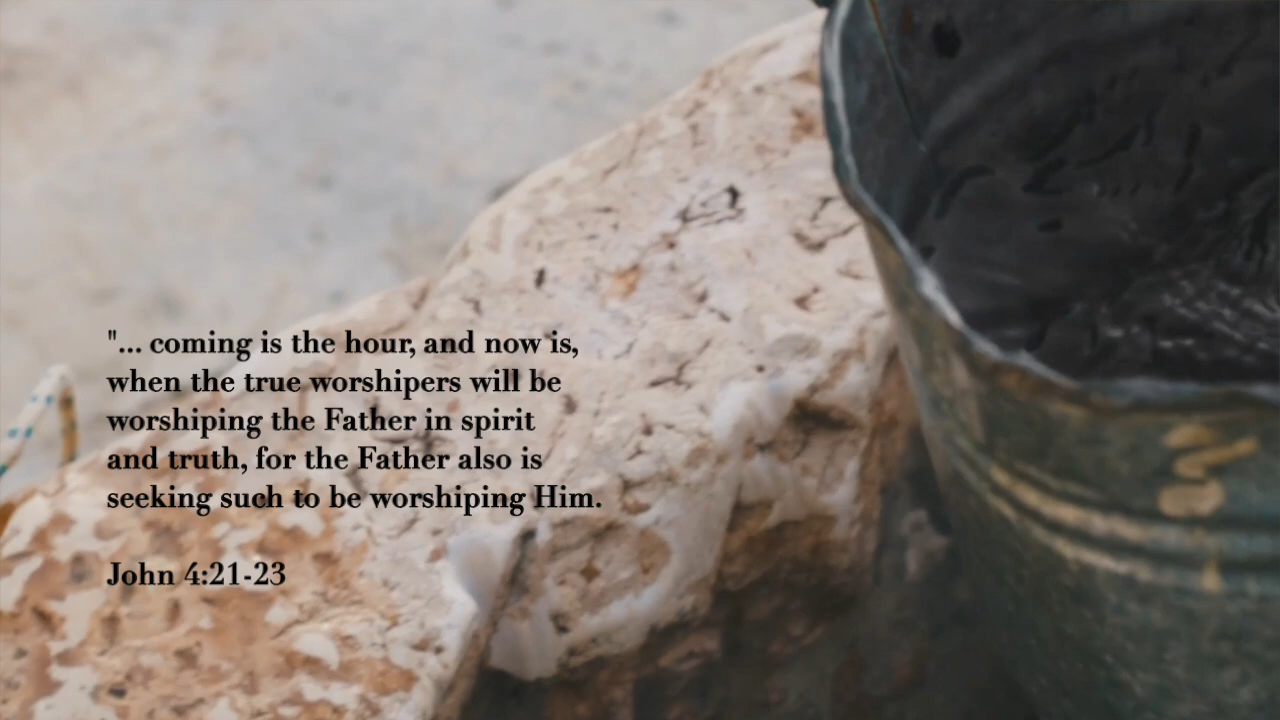 "... coming is the hour, and now is,
when the true worshipers will be
worshiping the Father in spirit
and truth, for the Father also is
seeking such to be worshiping Him.
John 4:21-23